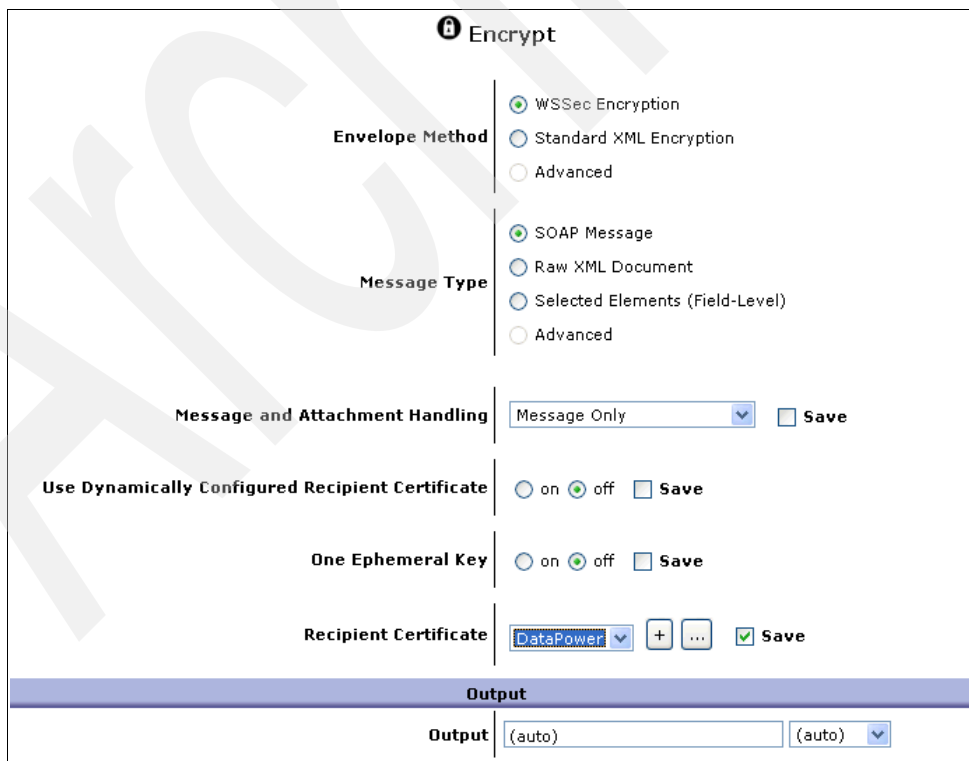 Encrypt
Envelope Method
WSSec Encryption
Standard XML Encryption
Advanced
Message Type
SOAP Message
Raw XML Document
Selected Elements (Field-Level)
Advanced
Message and Attachment Handling Message Only Save
Use Dynamically Configured Recipient Certificate on off Save
One Ephemeral Key on off Save
Recipient Certificate DataPower + ... Save
Output
Output (auto) (auto)